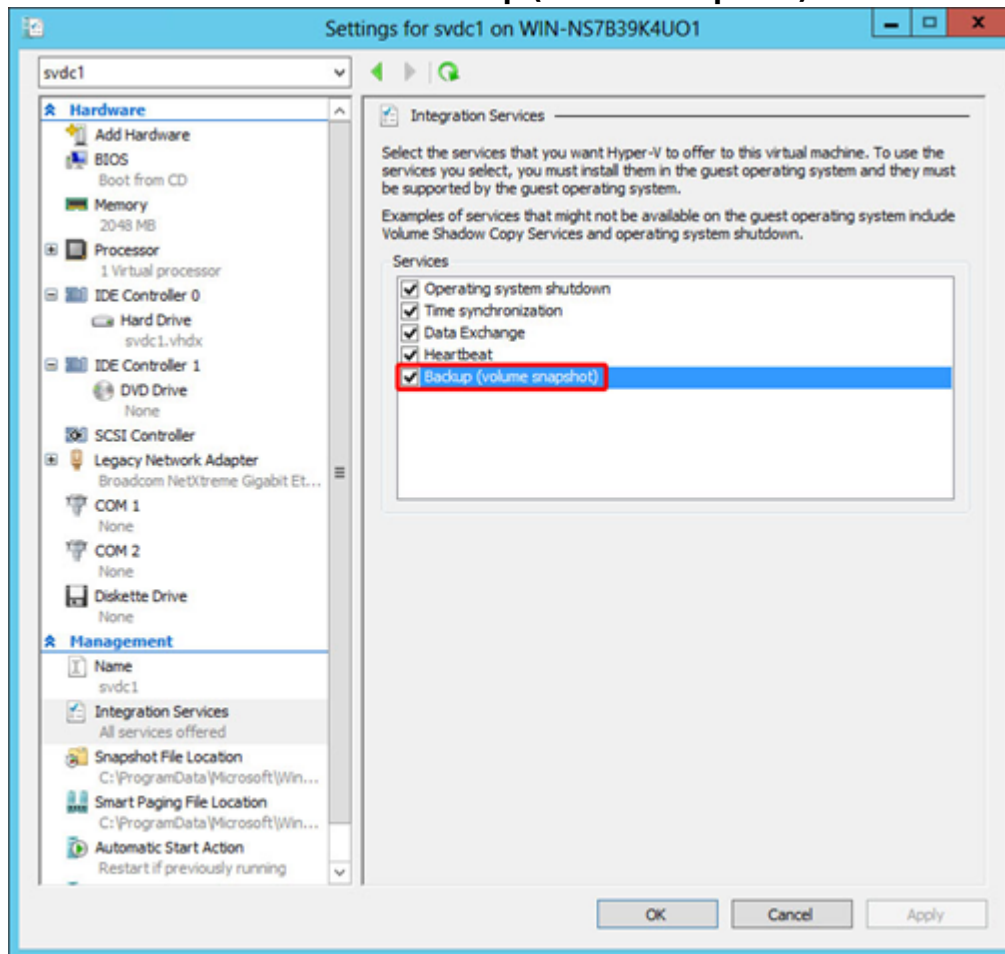 Settings for svdc1 on WIN-NS7B39K4UO1
svdc1
Hardware
Add Hardware
BIOS
Boot from CD
Memory
2048 MB
Processor
1 Virtual processor
IDE Controller 0
Hard Drive
svdc1.vhdx
IDE Controller 1
DVD Drive
None
SCSI Controller
Legacy Network Adapter
Broadcom NetXtreme Gigabit Et...
COM 1
None
COM 2
None
Diskette Drive
None
Management
Name
svdc1
Integration Services
All services offered
Snapshot File Location
C:\ProgramData\Microsoft\Win...
Smart Paging File Location
C:\ProgramData\Microsoft\Win...
Automatic Start Action
Restart if previously running
Integration Services
Select the services that you want Hyper-V to offer to this virtual machine. To use the
services you select, you must install them in the guest operating system and they must
be supported by the guest operating system.
Examples of services that might not be available on the guest operating system include
Volume Shadow Copy Services and operating system shutdown.
Services
Operating system shutdown
Time synchronization
Data Exchange
Heartbeat
Backup (volume snapshot)
OK Cancel Apply